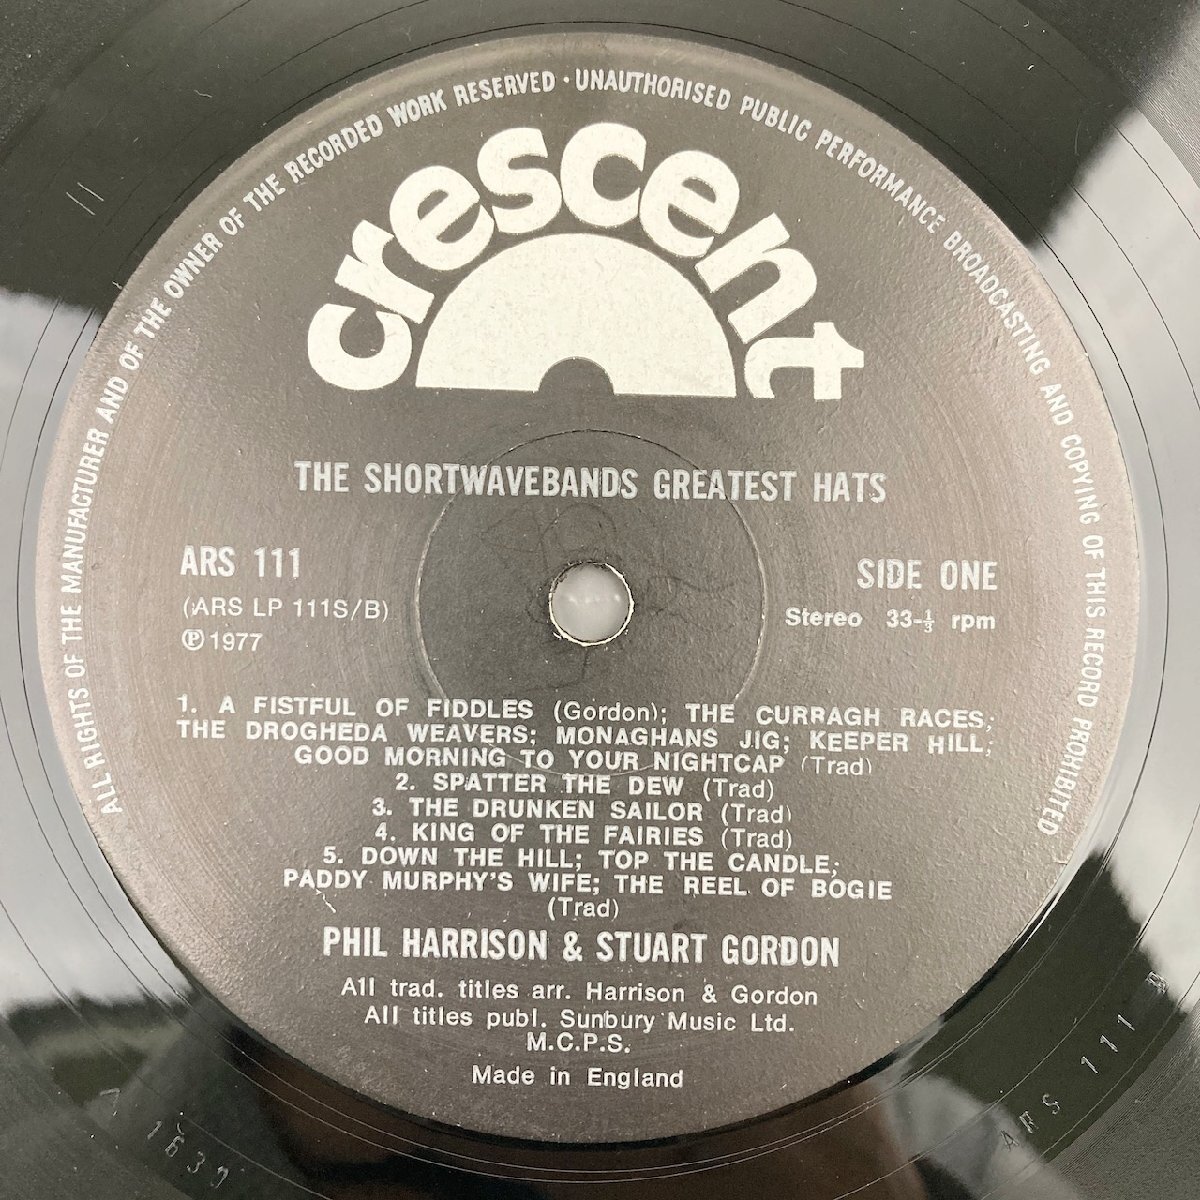 ALL RIGHTS OF THE MANUFACTURER AND OF THE OWNER OF THE RECORDED WORK RESERVED · UNAUTHORISED PUBLIC PERFORMANCE BROADCASTING AND COPYING OF THIS RECORD PROHIBITED
crescent
THE SHORTWAVEBANDS GREATEST HATS
ARS 111
(ARS LP 111S/B)
℗ 1977
SIDE ONE
Stereo 33-⅓ rpm
1. A FISTFUL OF FIDDLES (Gordon); THE CURRAGH RACES;
THE DROGHEDA WEAVERS; MONAGHANS JIG; KEEPER HILL;
GOOD MORNING TO YOUR NIGHTCAP (Trad)
2. SPATTER THE DEW (Trad)
3. THE DRUNKEN SAILOR (Trad)
4. KING OF THE FAIRIES (Trad)
5. DOWN THE HILL; TOP THE CANDLE;
PADDY MURPHY'S WIFE; THE REEL OF BOGIE
(Trad)
PHIL HARRISON & STUART GORDON
All trad. titles arr. Harrison & Gordon
All titles publ. Sunbury Music Ltd.
M.C.P.S.
Made in England
ARS 111